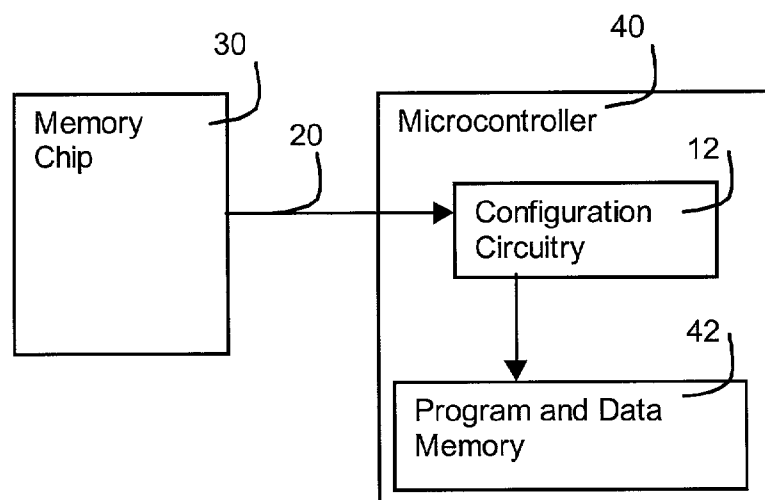 30
40
Memory
Chip
20
Microcontroller
12
Configuration
Circuitry
42
Program and Data
Memory